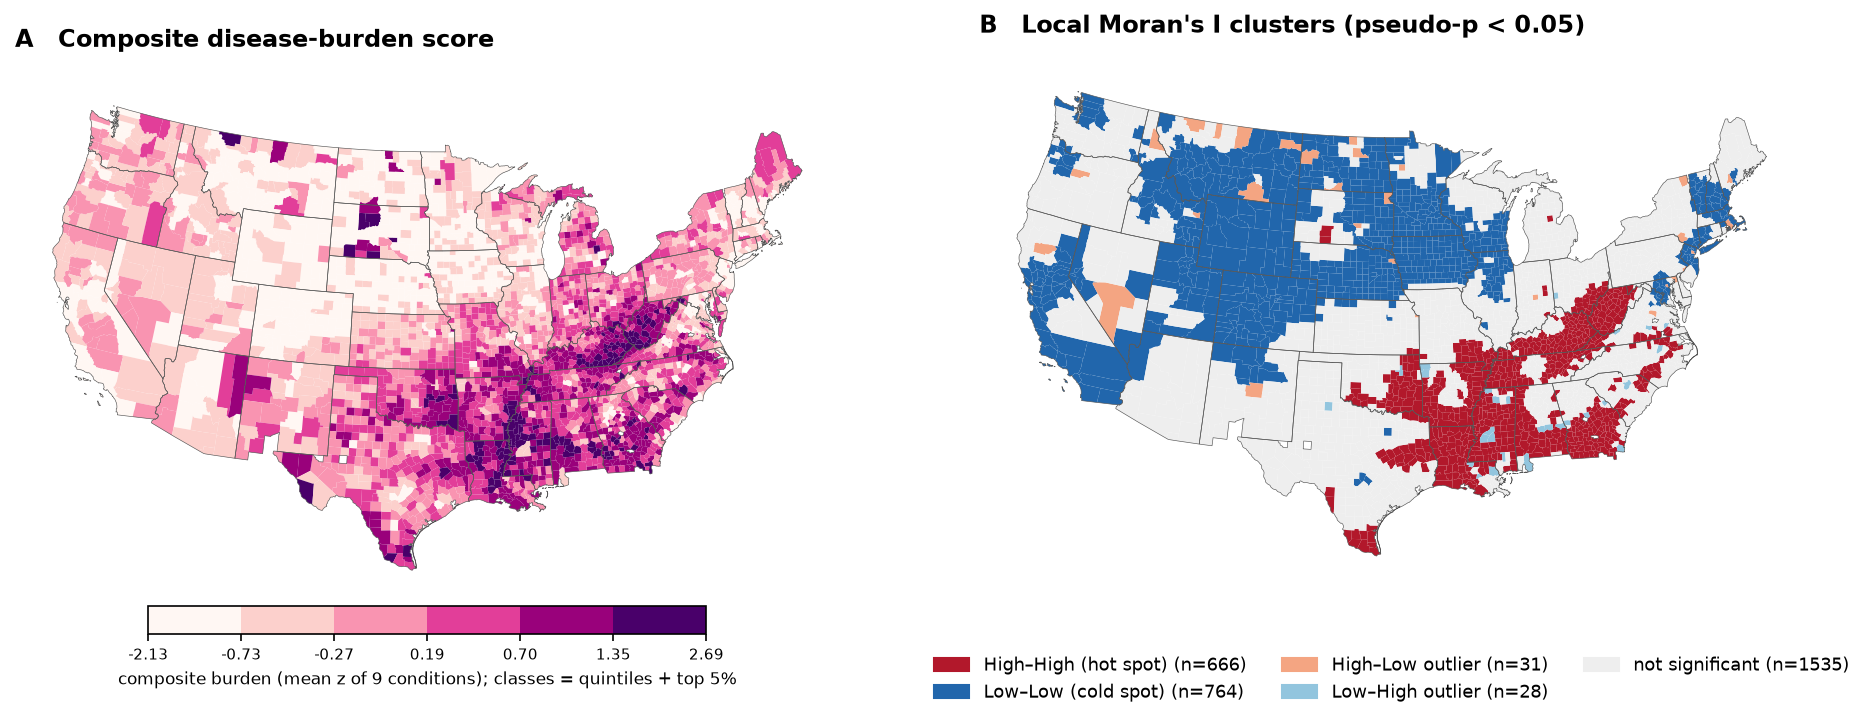 A Composite disease-burden score
-2.13 -0.73 -0.27 0.19 0.70 1.35 2.69
composite burden (mean z of 9 conditions); classes = quintiles + top 5%
B Local Moran's I clusters (pseudo-p < 0.05)
High–High (hot spot) (n=666)
Low–Low (cold spot) (n=764)
High–Low outlier (n=31)
Low–High outlier (n=28)
not significant (n=1535)